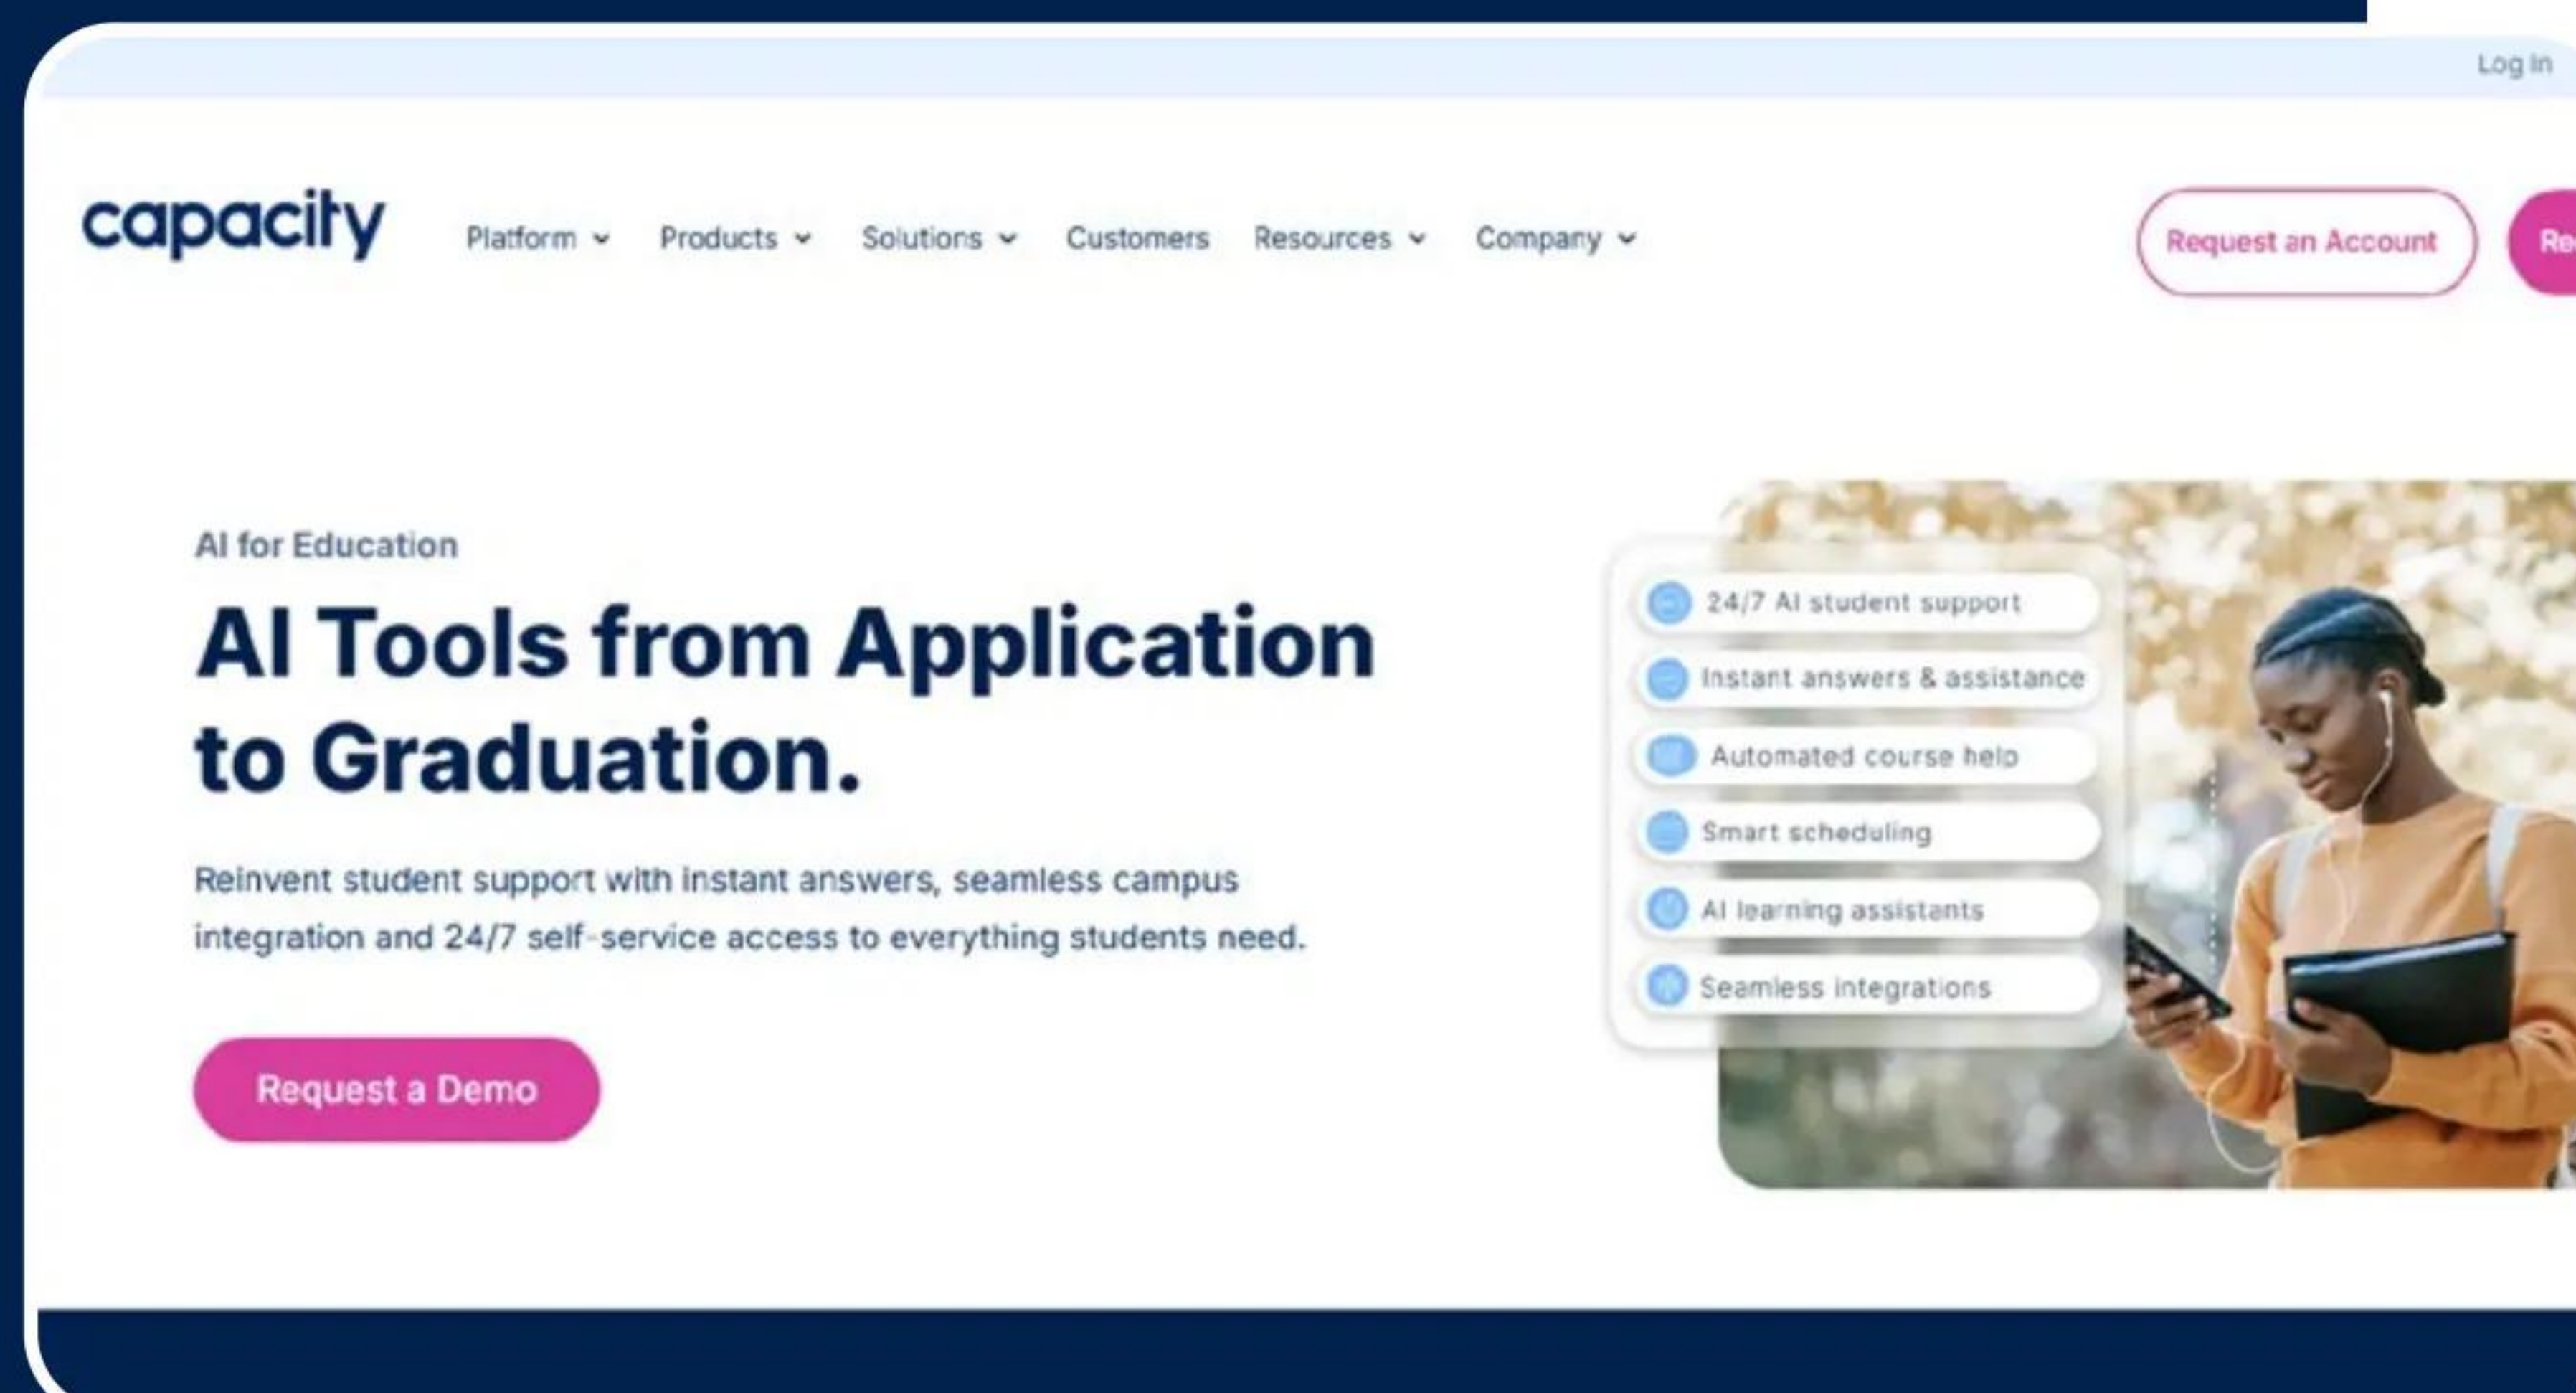 Log in
capacity
Platform
Products
Solutions
Customers
Resources
Company
Request an Account
AI for Education
AI Tools from Application
to Graduation.
Reinvent student support with instant answers, seamless campus
integration and 24/7 self-service access to everything students need.
Request a Demo
24/7 AI student support
Instant answers & assistance
Automated course help
Smart scheduling
AI learning assistants
Seamless integrations